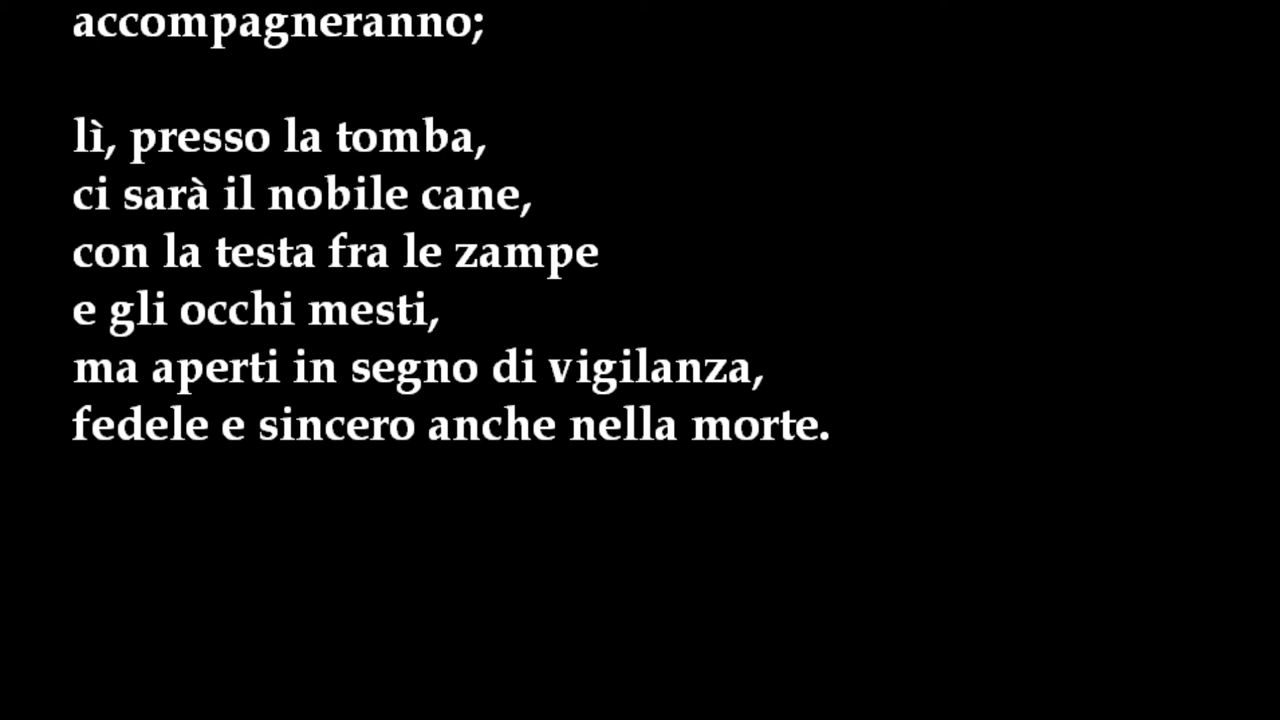 accompagneranno;
lì, presso la tomba,
ci sarà il nobile cane,
con la testa fra le zampe
e gli occhi mesti,
ma aperti in segno di vigilanza,
fedele e sincero anche nella morte.